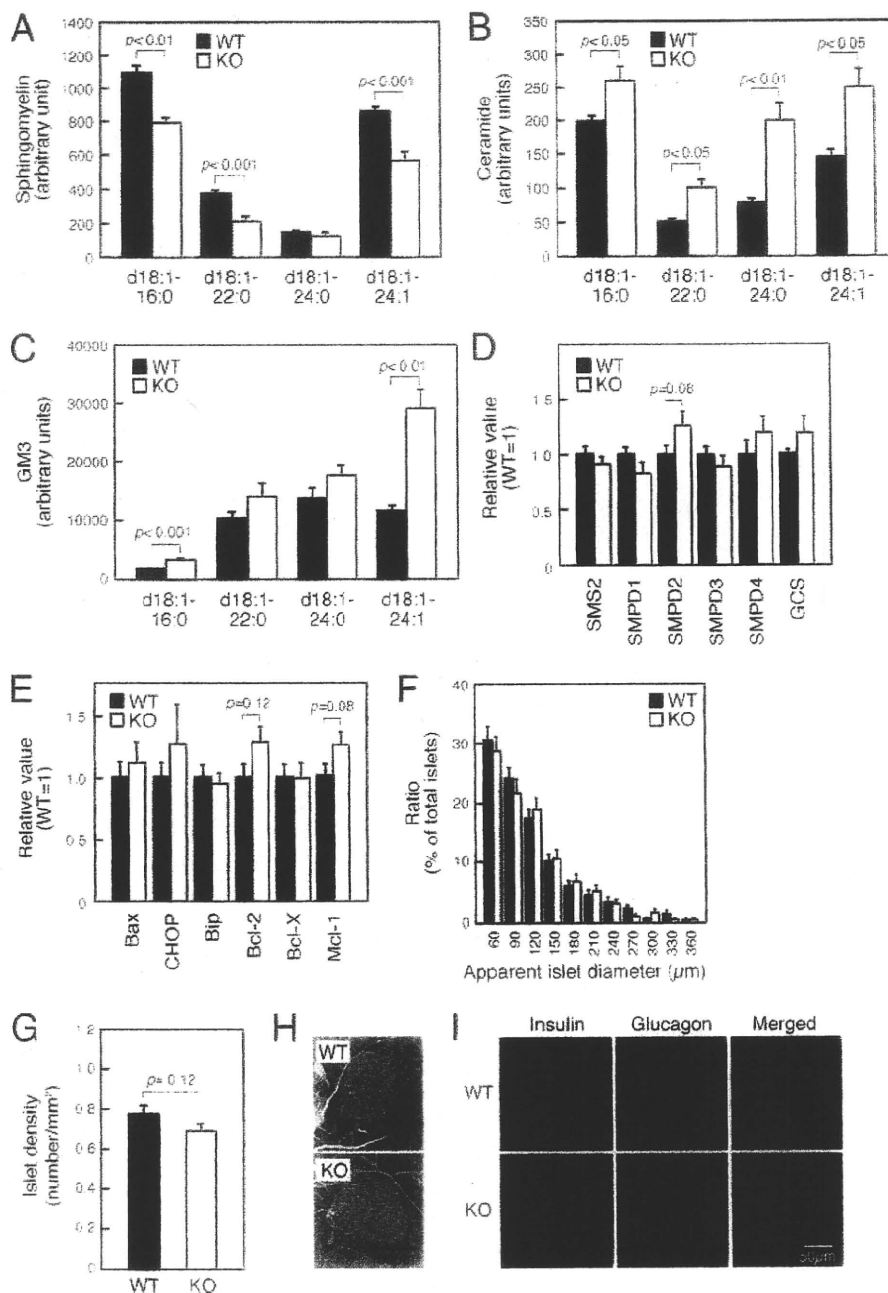 A
Sphingomyelin
(arbitrary unit)
1400
1200
1000
800
600
400
200
0
p<0.01
p<0.001
p<0.001
WT
KO
d18:1-
16:0
d18:1-
22:0
d18:1-
24:0
d18:1-
24:1
B
Ceramide
(arbitrary units)
350
300
250
200
150
100
50
0
WT
KO
p<0.05
p<0.05
p<0.01
p<0.05
d18:1-
16:0
d18:1-
22:0
d18:1-
24:0
d18:1-
24:1
C
GM3
(arbitrary units)
40000
30000
20000
10000
0
WT
KO
p<0.001
p<0.01
d18:1-
16:0
d18:1-
22:0
d18:1-
24:0
d18:1-
24:1
D
Relative value
(WT=1)
1.5
1.0
0.5
0
WT
KO
p=0.08
SMS2
SMPD1
SMPD2
SMPD3
SMPD4
GCS
E
Relative value
(WT=1)
1 5
1.0
0 5
0
WT
KO
p=0.12
p=0.08
Bax
CHOP
Bip
Bcl-2
Bcl-X
Mcl-1
F
Ratio
(% of total islets)
40
30
20
10
0
WT
KO
60
90
120
150
180
210
240
270
300
330
360
Apparent islet diameter (µm)
G
Islet density
(number/mm²)
1.2
1.0
0.8
0.6
0.4
0.2
0
p=0.12
WT
KO
H
WT
KO
I
Insulin
Glucagon
Merged
WT
KO
50µm